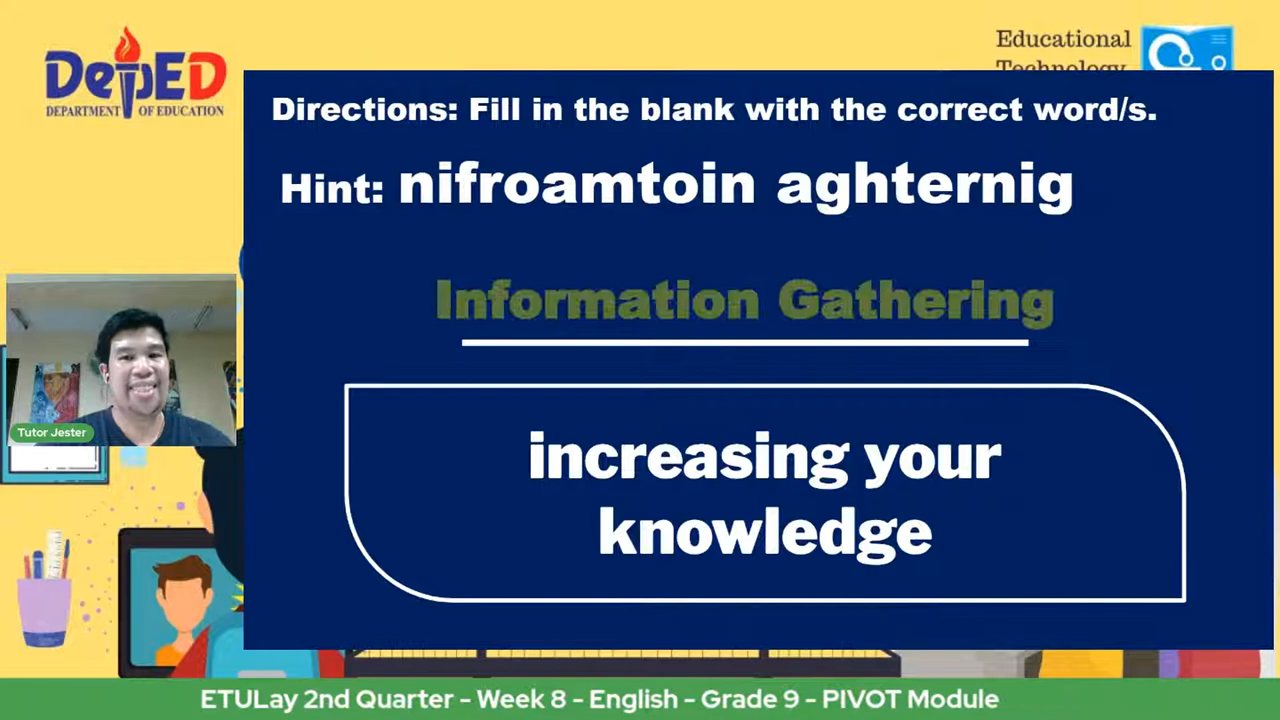 DepED
DEPARTMENT OF EDUCATION
Educational
Technology
Directions: Fill in the blank with the correct word/s.
Hint: nifroamtoin aghternig
Information Gathering
increasing your
knowledge
Tutor Jester
ETULay 2nd Quarter - Week 8 - English - Grade 9 - PIVOT Module